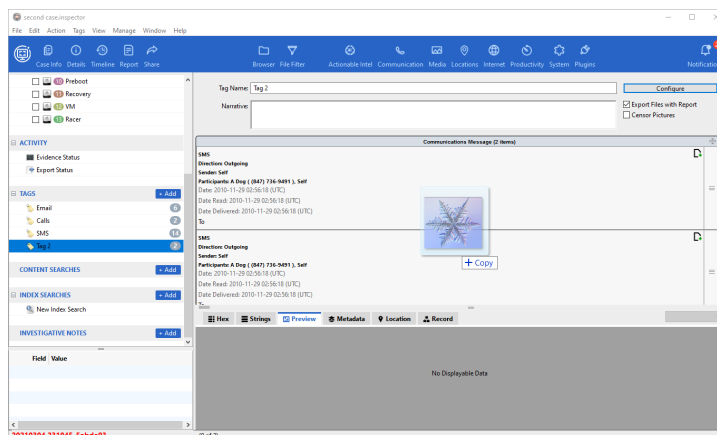 second case.inspector
File Edit Action Tags View Manage Window Help
Case Info Details Timeline Report Share Browser File Filter Actionable Intel Communication Media Locations Internet Productivity System Plugins Notificatio
Preboot
Recovery
VM
Racer
ACTIVITY
Evidence Status
Export Status
TAGS + Add
Email 6
Calls 2
SMS 14
Tag 2 2
CONTENT SEARCHES + Add
INDEX SEARCHES + Add
New Index Search
INVESTIGATIVE NOTES + Add
Field Value
Tag Name: Tag 2 Configure
Narrative:
Export Files with Report
Censor Pictures
Communications Message (2 items)
SMS
Direction: Outgoing
Sender: Self
Participants: A Dog ( (847) 736-9491 ), Self
Date: 2010-11-29 02:56:18 (UTC)
Date Read: 2010-11-29 02:56:18 (UTC)
Date Delivered: 2010-11-29 02:56:18 (UTC)
To
SMS
Direction: Outgoing
Sender: Self
Participants: A Dog ( (847) 736-9491 ), Self
Date: 2010-11-29 02:56:18 (UTC)
Date Read: 2010-11-29 02:56:18 (UTC)
Date Delivered: 2010-11-29 02:56:18 (UTC)
+ Copy
Hex Strings Preview Metadata Location Record
No Displayable Data